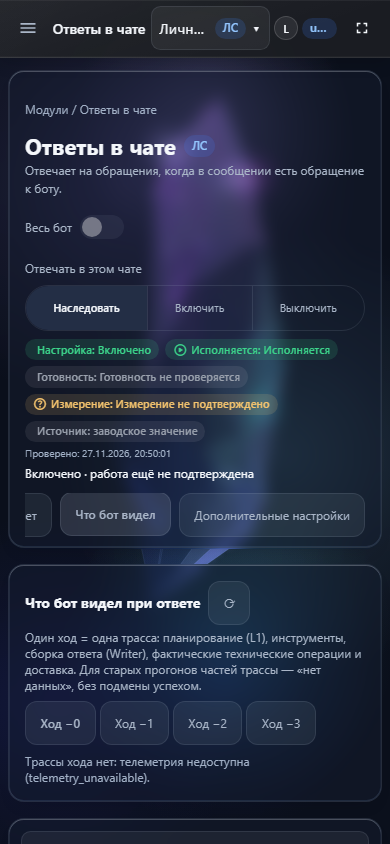 Ответы в чате Личн... ЛС ▾ L u...
Модули / Ответы в чате
Ответы в чате ЛС
Отвечает на обращения, когда в сообщении есть обращение
к боту.
Весь бот
Отвечать в этом чате
Наследовать Включить Выключить
Настройка: Включено Исполняется: Исполняется
Готовность: Готовность не проверяется
Измерение: Измерение не подтверждено
Источник: заводское значение
Проверено: 27.11.2026, 20:50:01
Включено · работа ещё не подтверждена
ет Что бот видел Дополнительные настройки
Что бот видел при ответе
Один ход = одна трасса: планирование (L1), инструменты,
сборка ответа (Writer), фактические технические операции и
доставка. Для старых прогонов частей трассы — «нет
данных», без подмены успехом.
Ход −0 Ход −1 Ход −2 Ход −3
Трассы хода нет: телеметрия недоступна
(telemetry_unavailable).